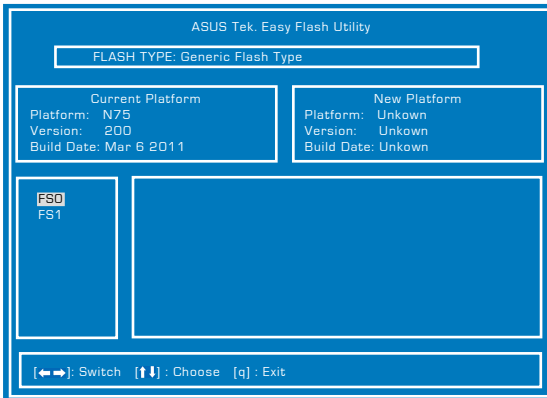 ASUS Tek. Easy Flash Utility
FLASH TYPE: Generic Flash Type
Current Platform
Platform: N75
Version: 200
Build Date: Mar 6 2011
New Platform
Platform: Unkown
Version: Unkown
Build Date: Unkown
FS0
FS1
[←→]: Switch [↑↓] : Choose [q] : Exit